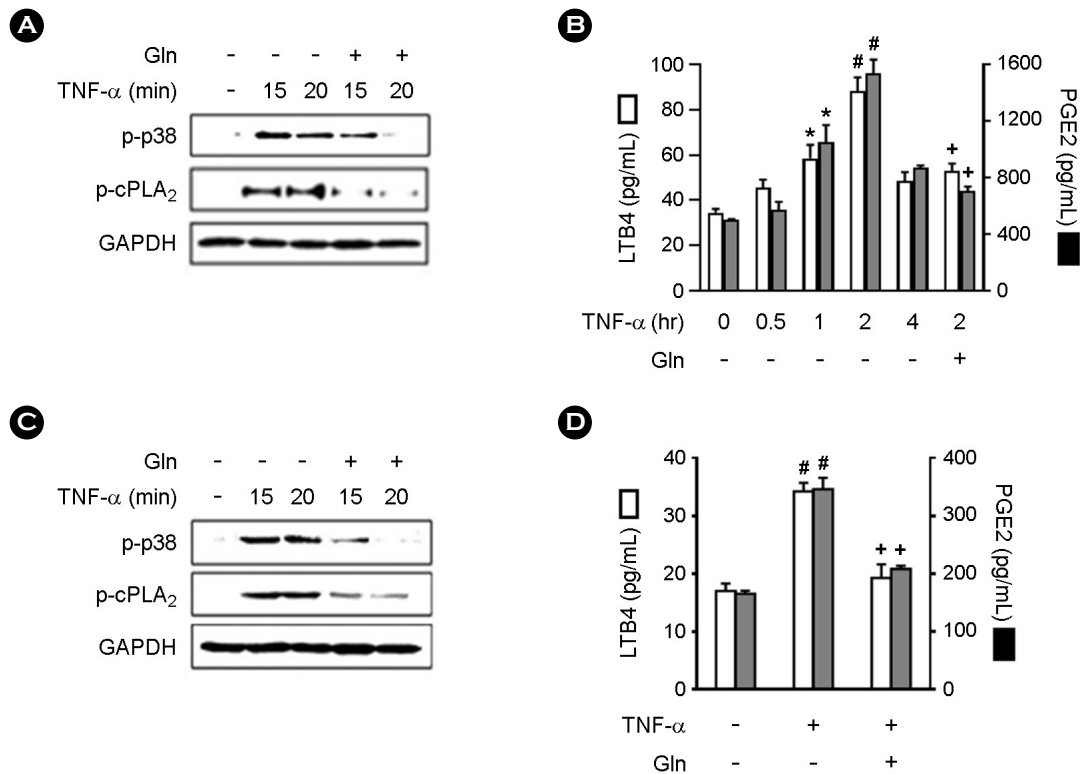 A
Gln - - - + +
TNF-α (min) - 15 20 15 20
p-p38
p-cPLA2
GAPDH
B
LTB4 (pg/mL)
100
80
60
40
20
0
* * # # + +
1600
1200
800
400
0
PGE2 (pg/mL)
TNF-α (hr) 0 0.5 1 2 4 2
Gln - - - - - +
C
Gln - - - + +
TNF-α (min) - 15 20 15 20
p-p38
p-cPLA2
GAPDH
D
LTB4 (pg/mL)
40
30
20
10
0
# # + +
400
300
200
100
0
PGE2 (pg/mL)
TNF-α - + +
Gln - - +